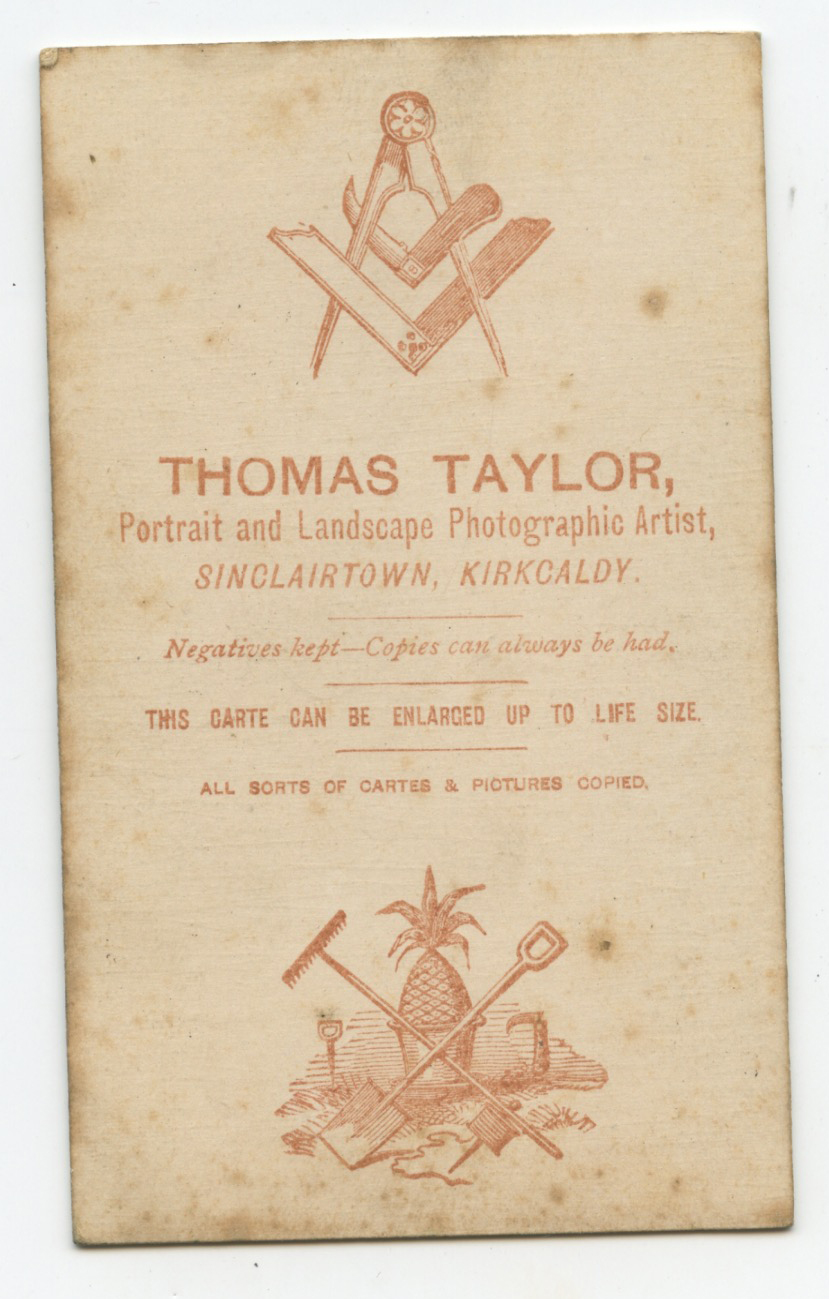 THOMAS TAYLOR,
Portrait and Landscape Photographic Artist,
SINCLAIRTOWN, KIRKCALDY.
Negatives kept—Copies can always be had.
THIS CARTE CAN BE ENLARGED UP TO LIFE SIZE.
ALL SORTS OF CARTES & PICTURES COPIED.